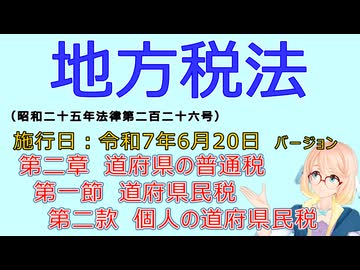 地方税法
（昭和二十五年法律第二百二十六号）
施行日：令和7年6月20日 バージョン
第二章 道府県の普通税
第一節 道府県民税
第二款 個人の道府県民税